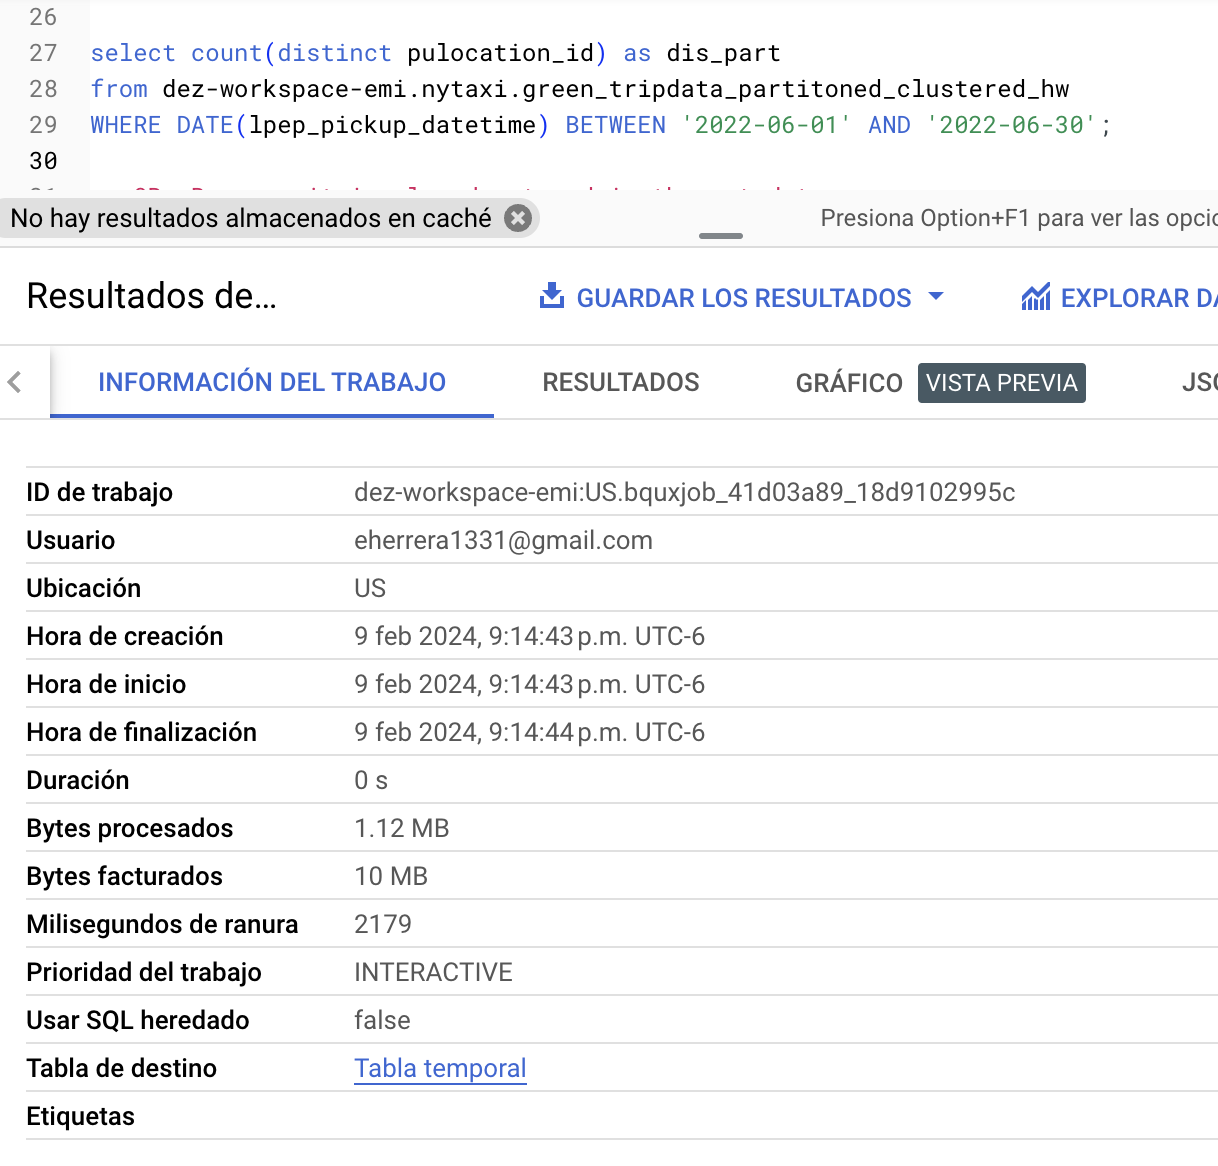 26
27 select count(distinct pulocation_id) as dis_part
28 from dez-workspace-emi.nytaxi.green_tripdata_partitoned_clustered_hw
29 WHERE DATE(lpep_pickup_datetime) BETWEEN '2022-06-01' AND '2022-06-30';
30
No hay resultados almacenados en caché
Presiona Option+F1 para ver las opcio
Resultados de...
GUARDAR LOS RESULTADOS
EXPLORAR DA
INFORMACIÓN DEL TRABAJO
RESULTADOS
GRÁFICO VISTA PREVIA
JSO
ID de trabajo dez-workspace-emi:US.bquxjob_41d03a89_18d9102995c
Usuario eherrera1331@gmail.com
Ubicación US
Hora de creación 9 feb 2024, 9:14:43 p.m. UTC-6
Hora de inicio 9 feb 2024, 9:14:43 p.m. UTC-6
Hora de finalización 9 feb 2024, 9:14:44 p.m. UTC-6
Duración 0 s
Bytes procesados 1.12 MB
Bytes facturados 10 MB
Milisegundos de ranura 2179
Prioridad del trabajo INTERACTIVE
Usar SQL heredado false
Tabla de destino Tabla temporal
Etiquetas